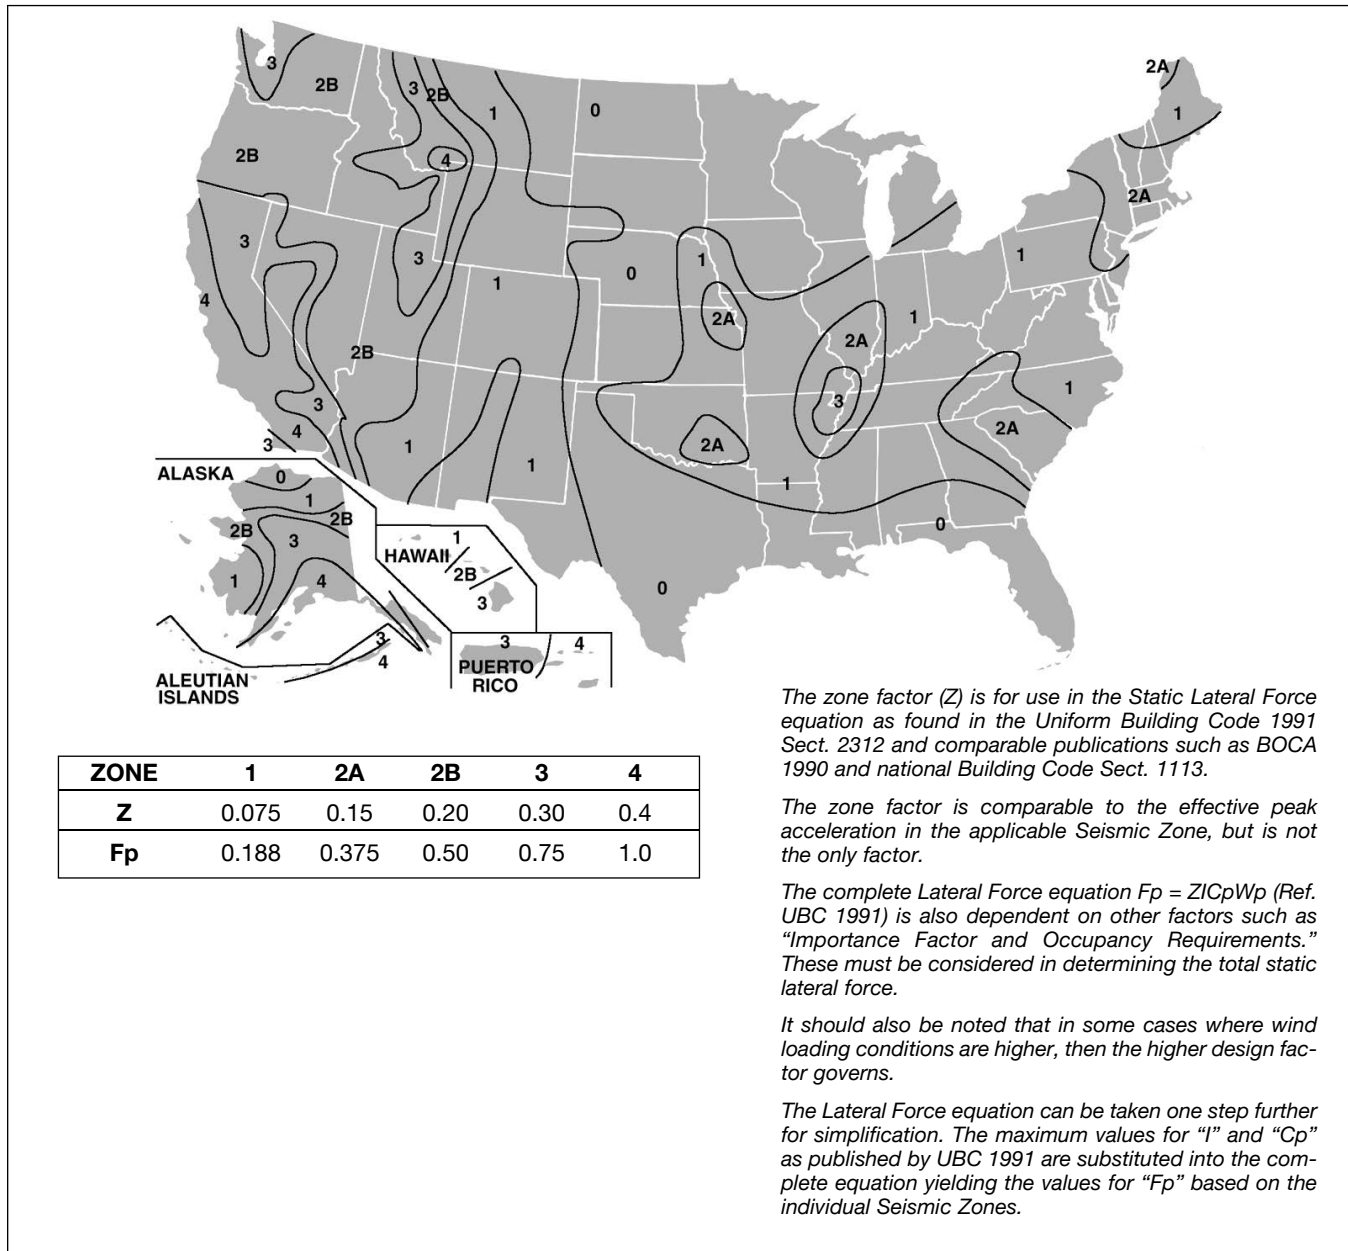 3
2B
3
2B
1
0
2A
1
2B
4
2A
3
3
1
0
1
1
4
2A
2A
1
2B
3
1
3
4
3
2A
2A
1
1
1
1
0
0
ALASKA
0
1
2B
2B
3
1
4
3
4
ALEUTIAN
ISLANDS
HAWAII
1
2B
3
3
4
PUERTO
RICO
The zone factor (Z) is for use in the Static Lateral Force
equation as found in the Uniform Building Code 1991
Sect. 2312 and comparable publications such as BOCA
1990 and national Building Code Sect. 1113.
The zone factor is comparable to the effective peak
acceleration in the applicable Seismic Zone, but is not
the only factor.
The complete Lateral Force equation Fp = ZICpWp (Ref.
UBC 1991) is also dependent on other factors such as
“Importance Factor and Occupancy Requirements.”
These must be considered in determining the total static
lateral force.
It should also be noted that in some cases where wind
loading conditions are higher, then the higher design fac-
tor governs.
The Lateral Force equation can be taken one step further
for simplification. The maximum values for “I” and “Cp”
as published by UBC 1991 are substituted into the com-
plete equation yielding the values for “Fp” based on the
individual Seismic Zones.
ZONE 1 2A 2B 3 4
Z 0.075 0.15 0.20 0.30 0.4
Fp 0.188 0.375 0.50 0.75 1.0